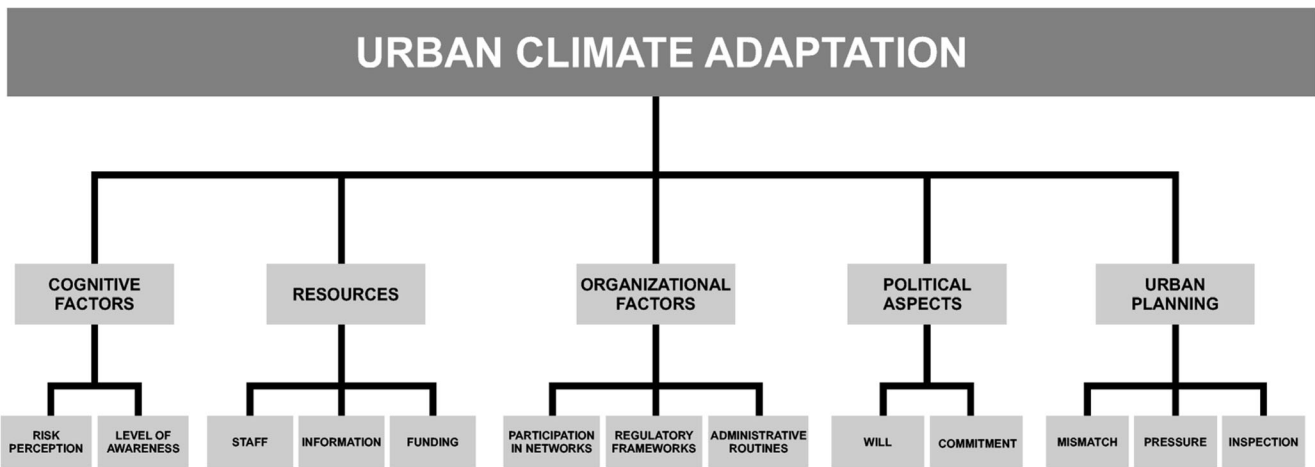 URBAN CLIMATE ADAPTATION
COGNITIVE
FACTORS
RESOURCES
ORGANIZATIONAL
FACTORS
POLITICAL
ASPECTS
URBAN
PLANNING
RISK
PERCEPTION
LEVEL OF
AWARENESS
STAFF
INFORMATION
FUNDING
PARTICIPATION
IN NETWORKS
REGULATORY
FRAMEWORKS
ADMINISTRATIVE
ROUTINES
WILL
COMMITMENT
MISMATCH
PRESSURE
INSPECTION